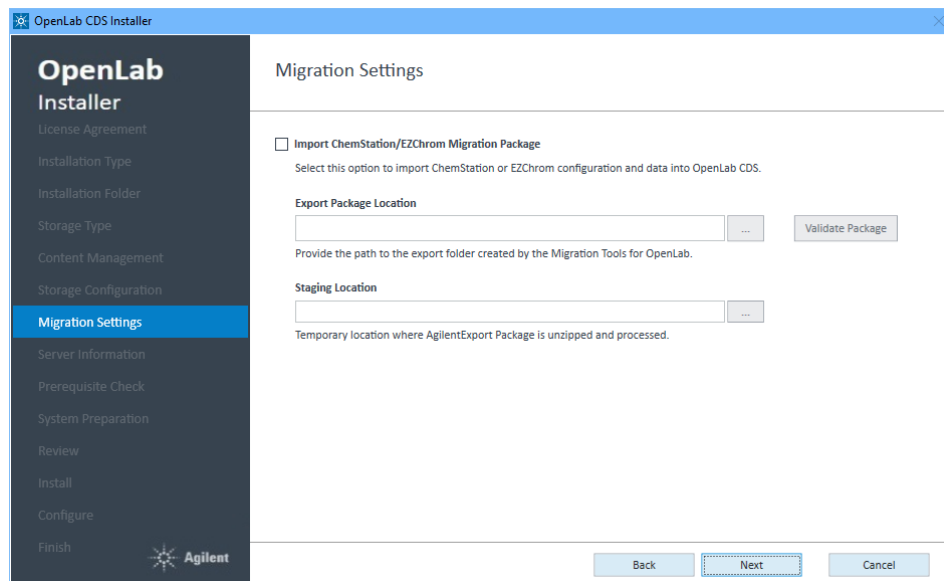 OpenLab CDS Installer
OpenLab
Installer
License Agreement
Installation Type
Installation Folder
Storage Type
Content Management
Storage Configuration
Migration Settings
Server Information
Prerequisite Check
System Preparation
Review
Install
Configure
Finish
Agilent
Migration Settings
Import ChemStation/EZChrom Migration Package
Select this option to import ChemStation or EZChrom configuration and data into OpenLab CDS.
Export Package Location
...
Validate Package
Provide the path to the export folder created by the Migration Tools for OpenLab.
Staging Location
...
Temporary location where AgilentExport Package is unzipped and processed.
Back
Next
Cancel